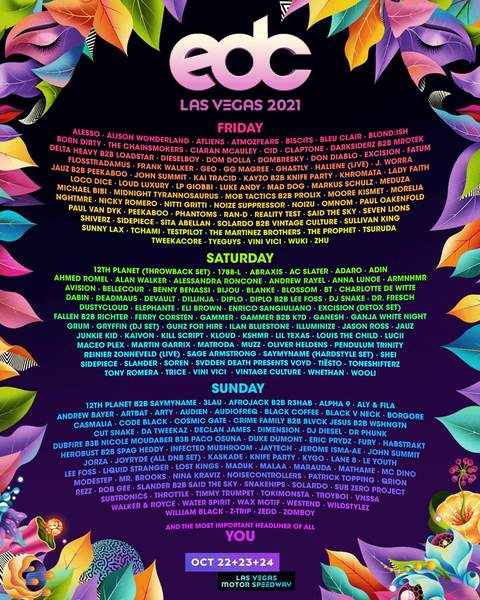 edc
LAS VEGAS 2021
FRIDAY
ALESSO · ALISON WONDERLAND · ATLIENS · ATMOZFEARS · BISCITS · BLEU CLAIR · BLOND:ISH
BORN DIRTY · THE CHAINSMOKERS · CIARAN MCAULEY · CID · CLAPTONE · DARKSIDERZ B2B MROTEK
DELTA HEAVY B2B LOADSTAR · DIESELBOY · DOM DOLLA · DOMBRESKY · DON DIABLO · EXCISION · FATUM
FLOSSTRADAMUS · FRANK WALKER · GEO · GG MAGREE · GHASTLY · HALIENE (LIVE) · J. WORRA
JAUZ B2B PEEKABOO · JOHN SUMMIT · KAI TRACID · KAYZO B2B KNIFE PARTY · KHROMATA · LADY FAITH
LOCO DICE · LOUD LUXURY · LP GIOBBI · LUKE ANDY · MAD DOG · MARKUS SCHULZ · MEDUZA
MICHAEL BIBI · MIDNIGHT TYRANNOSAURUS · MOB TACTICS B2B PROLIX · MOORE KISMET · MORELIA
NGHTMRE · NICKY ROMERO · NITTI GRITTI · NOIZE SUPPRESSOR · NOIZU · OMNOM · PAUL OAKENFOLD
PAUL VAN DYK · PEEKABOO · PHANTOMS · RAN-D · REALITY TEST · SAID THE SKY · SEVEN LIONS
SHIVERZ · SIDEPIECE · SITA ABELLAN · SOLARDO B2B VINTAGE CULTURE · SULLIVAN KING
SUNNY LAX · TCHAMI · TESTPILOT · THE MARTINEZ BROTHERS · THE PROPHET · TSURUDA
TWEEKACORE · TYEGUYS · VINI VICI · WUKI · ZHU
SATURDAY
12TH PLANET (THROWBACK SET) · 1788-L · ABRAXIS · AC SLATER · ADARO · ADIN
AHMED ROMEL · ALAN WALKER · ALESSANDRA RONCONE · ANDREW RAYEL · ANNA LUNOE · ARMNHMR
AVISION · BELLECOUR · BENNY BENASSI · BIJOU · BLANKE · BLOSSOM · BT · CHARLOTTE DE WITTE
DABIN · DEADMAU5 · DEVAULT · DILLINJA · DIPLO · DIPLO B2B LEE FOSS · DJ SNAKE · DR. FRESCH
DUSTYCLOUD · ELEPHANTE · ELI BROWN · ENRICO SANGIULIANO · EXCISION (DETOX SET)
FALLEN B2B RICHTER · FERRY CORSTEN · GAMMER · GAMMER B2B K?D · GANESH · GANJA WHITE NIGHT
GRUM · GRYFFIN (DJ SET) · GUNZ FOR HIRE · ILAN BLUESTONE · ILLUMINIZE · JASON ROSS · JAUZ
JUNKIE KID · KAIVON · KILL SCRIPT · KLOUD · KSHMR · LIL TEXAS · LOUIS THE CHILD · LUCII
MACEO PLEX · MARTIN GARRIX · MATRODA · MUZZ · OLIVER HELDENS · PENDULUM TRINITY
REINIER ZONNEVELD (LIVE) · SAGE ARMSTRONG · SAYMYNAME (HARDSTYLE SET) · SHEI
SIDEPIECE · SLANDER · SOREN · SVDDEN DEATH PRESENTS VOYD · TIËSTO · TONESHIFTERZ
TONY ROMERA · TRICE · VINI VICI · VINTAGE CULTURE · WHETHAN · WOOLI
SUNDAY
12TH PLANET B2B SAYMYNAME · 3LAU · AFROJACK B2B R3HAB · ALPHA 9 · ALY & FILA
ANDREW BAYER · ARTBAT · ARTY · AUDIEN · AUDIOFREQ · BLACK COFFEE · BLACK V NECK · BORGORE
CASMALIA · CODE BLACK · COSMIC GATE · CRIME FAMILY B2B BLVCK JESUS B2B WSHNGTN
CUT SNAKE · DA TWEEKAZ · DECLAN JAMES · DIMENSION · DJ DIESEL · DR PHUNK
DUBFIRE B2B NICOLE MOUDABER B2B PACO OSUNA · DUKE DUMONT · ERIC PRYDZ · FURY · HABSTRAKT
HEROBUST B2B SPAG HEDDY · INFECTED MUSHROOM · JAYTECH · JEROME ISMA-AE · JOHN SUMMIT
JORZA · JOYRYDE (ALL DNB SET) · KASKADE · KNIFE PARTY · KYGO · LANE 8 · LE YOUTH
LEE FOSS · LIQUID STRANGER · LOST KINGS · MADUK · MALAA · MARAUDA · MATHAME · MC DINO
MODESTEP · MR. BROOKS · NINA KRAVIZ · NOISECONTROLLERS · PATRICK TOPPING · QRION
REZZ · ROB GEE · SLANDER B2B SAID THE SKY · SNAKEHIPS · SOLARDO · SUB ZERO PROJECT
SUBTRONICS · THROTTLE · TIMMY TRUMPET · TOKIMONSTA · TROYBOI · VNSSA
WALKER & ROYCE · WATER SPIRIT · WAX MOTIF · WESTEND · WILDSTYLEZ
WILLIAM BLACK · Z-TRIP · ZEDD · ZOMBOY
AND THE MOST IMPORTANT HEADLINER OF ALL
YOU
OCT 22+23+24
LAS VEGAS
MOTOR SPEEDWAY